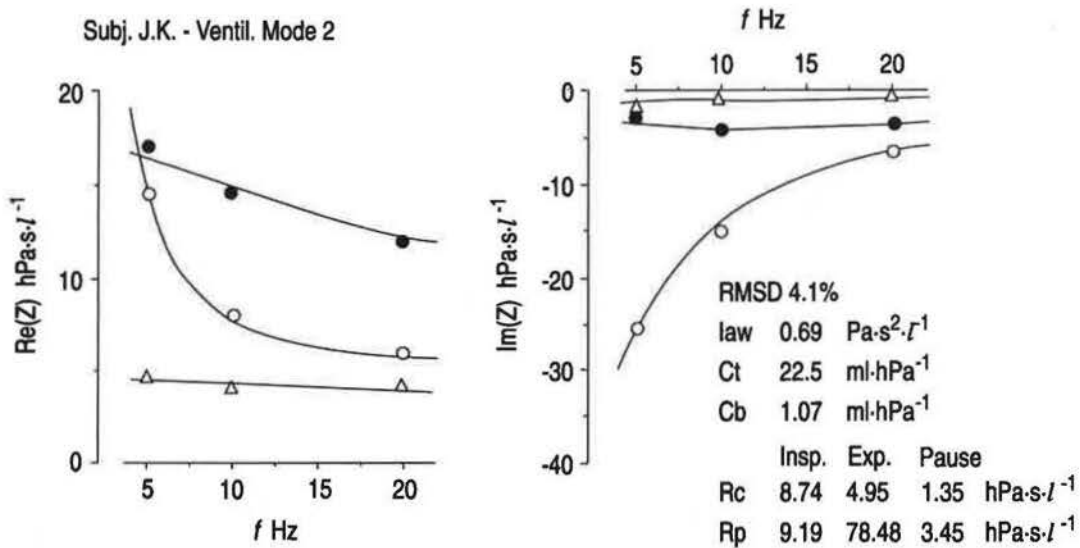 Subj. J.K. - Ventil. Mode 2
20
10
0
Re(Z) hPa·s·l⁻¹
5 10 15 20
f Hz
f Hz
5 10 15 20
0
-10
-20
-30
-40
Im(Z) hPa·s·l⁻¹
RMSD 4.1%
Iaw 0.69 Pa·s²·l⁻¹
Ct 22.5 ml·hPa⁻¹
Cb 1.07 ml·hPa⁻¹
Insp. Exp. Pause
Rc 8.74 4.95 1.35 hPa·s·l⁻¹
Rp 9.19 78.48 3.45 hPa·s·l⁻¹